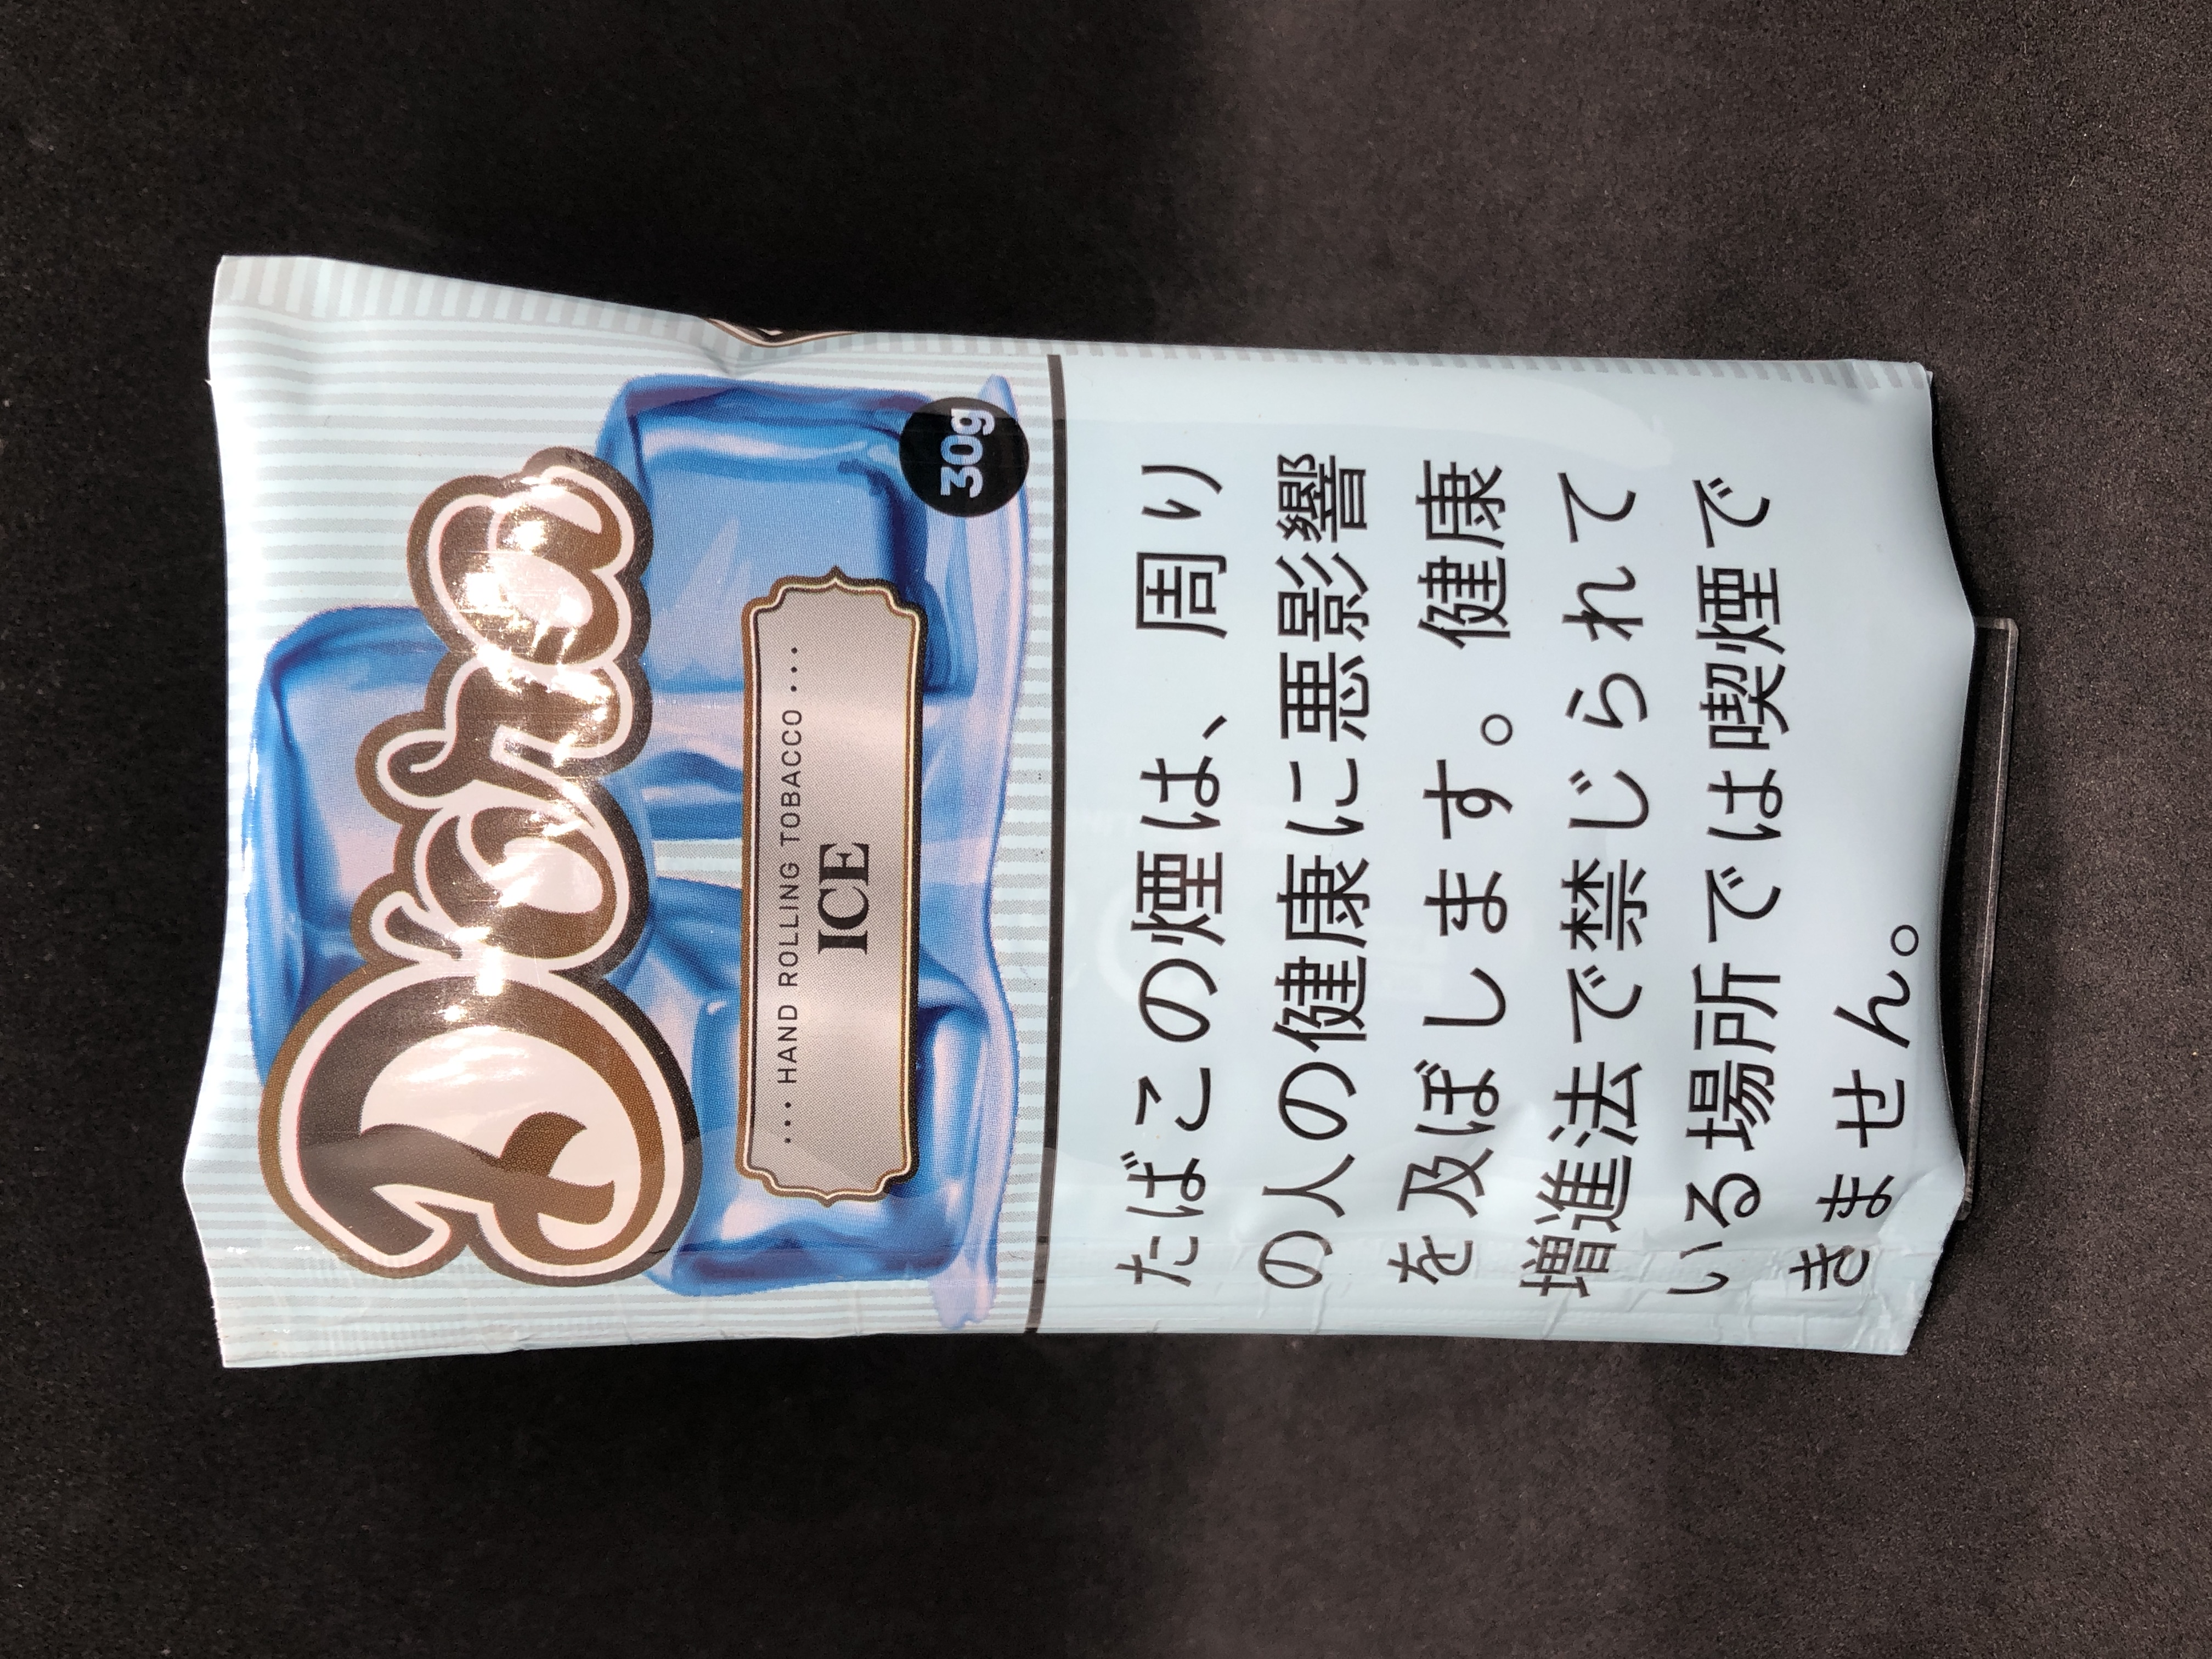 Dora
HAND ROLLING TOBACCO
ICE
30g
たばこの煙は、周り
の人の健康に悪影響
を及ぼします。健康
増進法で禁じられて
いる場所では喫煙で
きません。